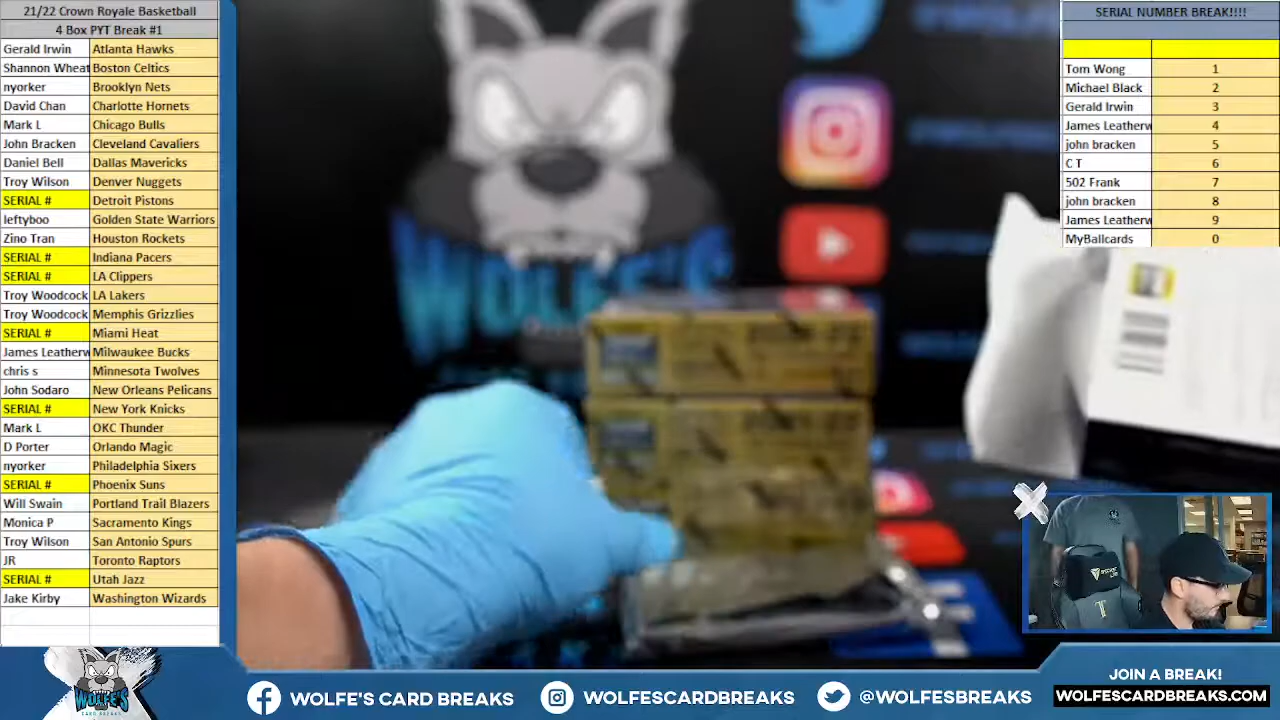 21/22 Crown Royale Basketball
4 Box PYT Break #1
Gerald Irwin Atlanta Hawks
Shannon Wheat Boston Celtics
nyorker Brooklyn Nets
David Chan Charlotte Hornets
Mark L Chicago Bulls
John Bracken Cleveland Cavaliers
Daniel Bell Dallas Mavericks
Troy Wilson Denver Nuggets
SERIAL # Detroit Pistons
leftyboo Golden State Warriors
Zino Tran Houston Rockets
SERIAL # Indiana Pacers
SERIAL # LA Clippers
Troy Woodcock LA Lakers
Troy Woodcock Memphis Grizzlies
SERIAL # Miami Heat
James Leatherw Milwaukee Bucks
chris s Minnesota Twolves
John Sodaro New Orleans Pelicans
SERIAL # New York Knicks
Mark L OKC Thunder
D Porter Orlando Magic
nyorker Philadelphia Sixers
SERIAL # Phoenix Suns
Will Swain Portland Trail Blazers
Monica P Sacramento Kings
Troy Wilson San Antonio Spurs
JR Toronto Raptors
SERIAL # Utah Jazz
Jake Kirby Washington Wizards
SERIAL NUMBER BREAK!!!!
Tom Wong 1
Michael Black 2
Gerald Irwin 3
James Leatherw 4
john bracken 5
C T 6
502 Frank 7
john bracken 8
James Leatherw 9
MyBallcards 0
WOLFE'S
WOLFE'S
CARD BREAKS
WOLFE'S CARD BREAKS
WOLFESCARDBREAKS
@WOLFESBREAKS
JOIN A BREAK!
WOLFESCARDBREAKS.COM